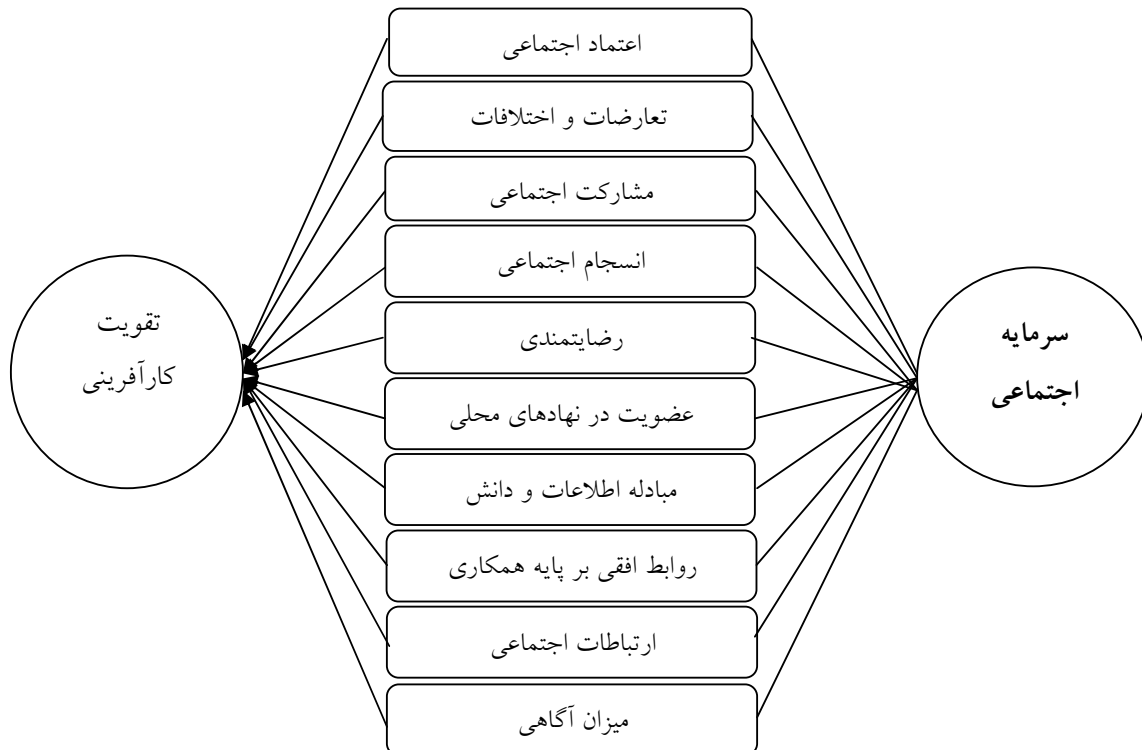 اعتماد اجتماعی
تعارضات و اختلافات
مشارکت اجتماعی
انسجام اجتماعی
رضایتمندی
عضویت در نهادهای محلی
مبادله اطلاعات و دانش
روابط افقی بر پایه همکاری
ارتباطات اجتماعی
میزان آگاهی
سرمایه
اجتماعی
تقویت
کارآفرینی